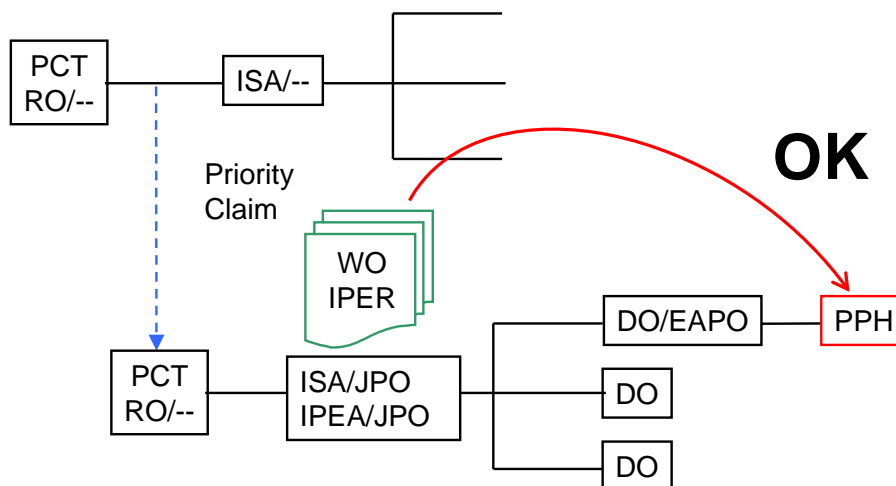 PCT
RO/--
ISA/--
OK
Priority
Claim
WO
IPER
DO/EAPO
PPH
PCT
RO/--
ISA/JPO
IPEA/JPO
DO
DO